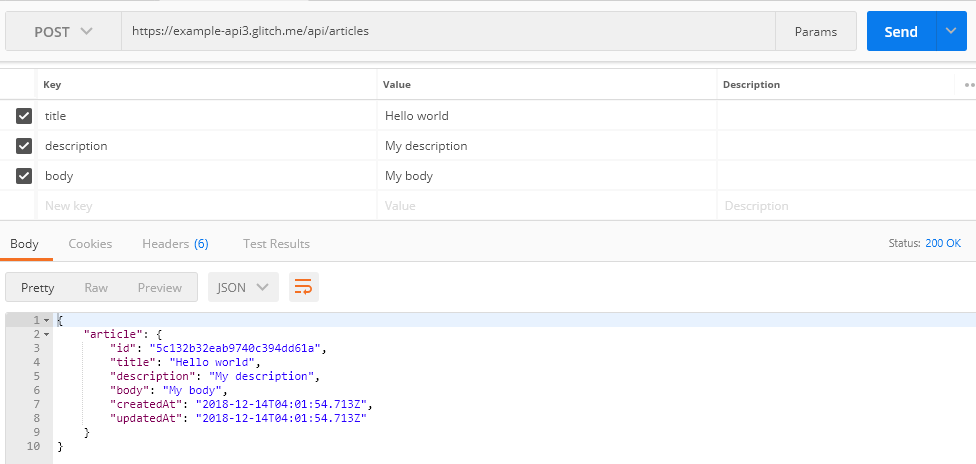 POST https://example-api3.glitch.me/api/articles Params Send
Key Value Description
title Hello world
description My description
body My body
New key Value Description
Body Cookies Headers (6) Test Results Status: 200 OK
Pretty Raw Preview JSON
1 {
2 "article": {
3 "id": "5c132b32eab9740c394dd61a",
4 "title": "Hello world",
5 "description": "My description",
6 "body": "My body",
7 "createdAt": "2018-12-14T04:01:54.713Z",
8 "updatedAt": "2018-12-14T04:01:54.713Z"
9 }
10 }